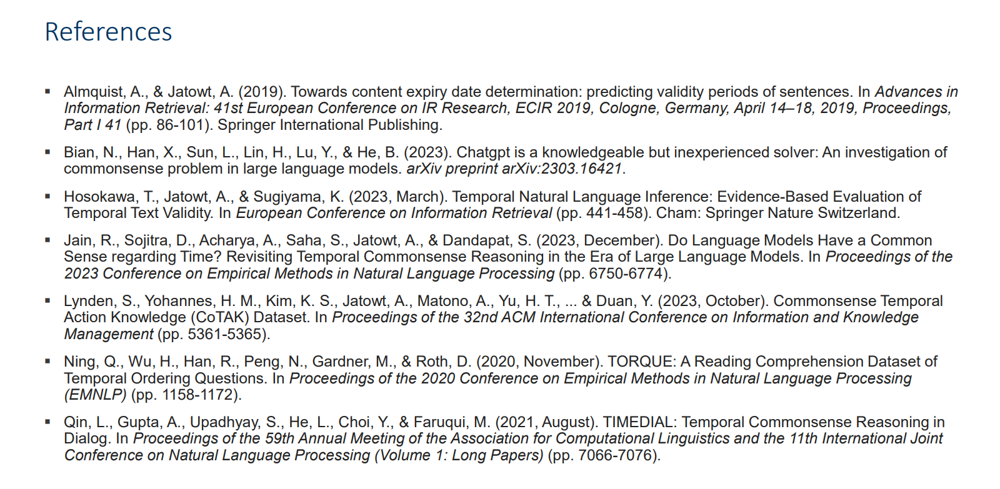 References
▪ Almquist, A., & Jatowt, A. (2019). Towards content expiry date determination: predicting validity periods of sentences. In Advances in
Information Retrieval: 41st European Conference on IR Research, ECIR 2019, Cologne, Germany, April 14–18, 2019, Proceedings,
Part I 41 (pp. 86-101). Springer International Publishing.
▪ Bian, N., Han, X., Sun, L., Lin, H., Lu, Y., & He, B. (2023). Chatgpt is a knowledgeable but inexperienced solver: An investigation of
commonsense problem in large language models. arXiv preprint arXiv:2303.16421.
▪ Hosokawa, T., Jatowt, A., & Sugiyama, K. (2023, March). Temporal Natural Language Inference: Evidence-Based Evaluation of
Temporal Text Validity. In European Conference on Information Retrieval (pp. 441-458). Cham: Springer Nature Switzerland.
▪ Jain, R., Sojitra, D., Acharya, A., Saha, S., Jatowt, A., & Dandapat, S. (2023, December). Do Language Models Have a Common
Sense regarding Time? Revisiting Temporal Commonsense Reasoning in the Era of Large Language Models. In Proceedings of the
2023 Conference on Empirical Methods in Natural Language Processing (pp. 6750-6774).
▪ Lynden, S., Yohannes, H. M., Kim, K. S., Jatowt, A., Matono, A., Yu, H. T., ... & Duan, Y. (2023, October). Commonsense Temporal
Action Knowledge (CoTAK) Dataset. In Proceedings of the 32nd ACM International Conference on Information and Knowledge
Management (pp. 5361-5365).
▪ Ning, Q., Wu, H., Han, R., Peng, N., Gardner, M., & Roth, D. (2020, November). TORQUE: A Reading Comprehension Dataset of
Temporal Ordering Questions. In Proceedings of the 2020 Conference on Empirical Methods in Natural Language Processing
(EMNLP) (pp. 1158-1172).
▪ Qin, L., Gupta, A., Upadhyay, S., He, L., Choi, Y., & Faruqui, M. (2021, August). TIMEDIAL: Temporal Commonsense Reasoning in
Dialog. In Proceedings of the 59th Annual Meeting of the Association for Computational Linguistics and the 11th International Joint
Conference on Natural Language Processing (Volume 1: Long Papers) (pp. 7066-7076).